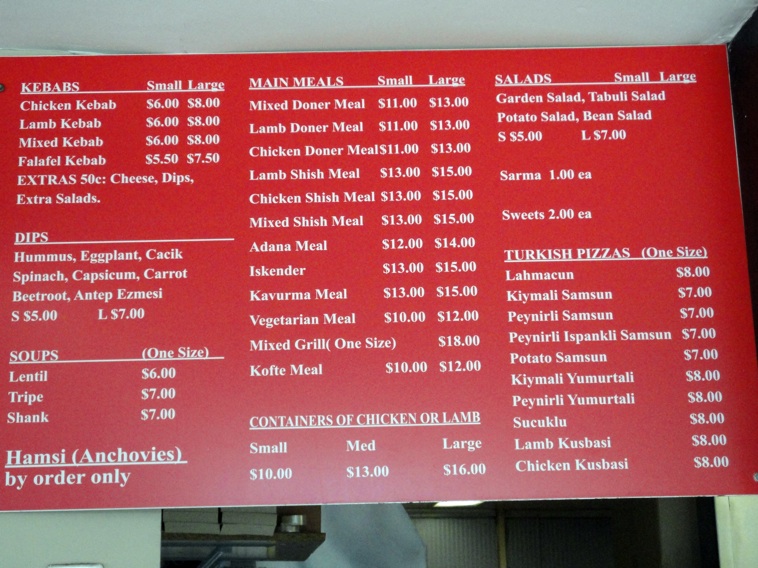 KEBABS Small Large
Chicken Kebab $6.00 $8.00
Lamb Kebab $6.00 $8.00
Mixed Kebab $6.00 $8.00
Falafel Kebab $5.50 $7.50
EXTRAS 50c: Cheese, Dips,
Extra Salads.
DIPS
Hummus, Eggplant, Cacik
Spinach, Capsicum, Carrot
Beetroot, Antep Ezmesi
S $5.00 L $7.00
SOUPS (One Size)
Lentil $6.00
Tripe $7.00
Shank $7.00
Hamsi (Anchovies)
by order only
MAIN MEALS Small Large
Mixed Doner Meal $11.00 $13.00
Lamb Doner Meal $11.00 $13.00
Chicken Doner Meal $11.00 $13.00
Lamb Shish Meal $13.00 $15.00
Chicken Shish Meal $13.00 $15.00
Mixed Shish Meal $13.00 $15.00
Adana Meal $12.00 $14.00
Iskender $13.00 $15.00
Kavurma Meal $13.00 $15.00
Vegetarian Meal $10.00 $12.00
Mixed Grill( One Size) $18.00
Kofte Meal $10.00 $12.00
CONTAINERS OF CHICKEN OR LAMB
Small Med Large
$10.00 $13.00 $16.00
SALADS Small Large
Garden Salad, Tabuli Salad
Potato Salad, Bean Salad
S $5.00 L $7.00
Sarma 1.00 ea
Sweets 2.00 ea
TURKISH PIZZAS (One Size)
Lahmacun $8.00
Kiymali Samsun $7.00
Peynirli Samsun $7.00
Peynirli Ispankli Samsun $7.00
Potato Samsun $7.00
Kiymali Yumurtali $8.00
Peynirli Yumurtali $8.00
Sucuklu $8.00
Lamb Kusbasi $8.00
Chicken Kusbasi $8.00